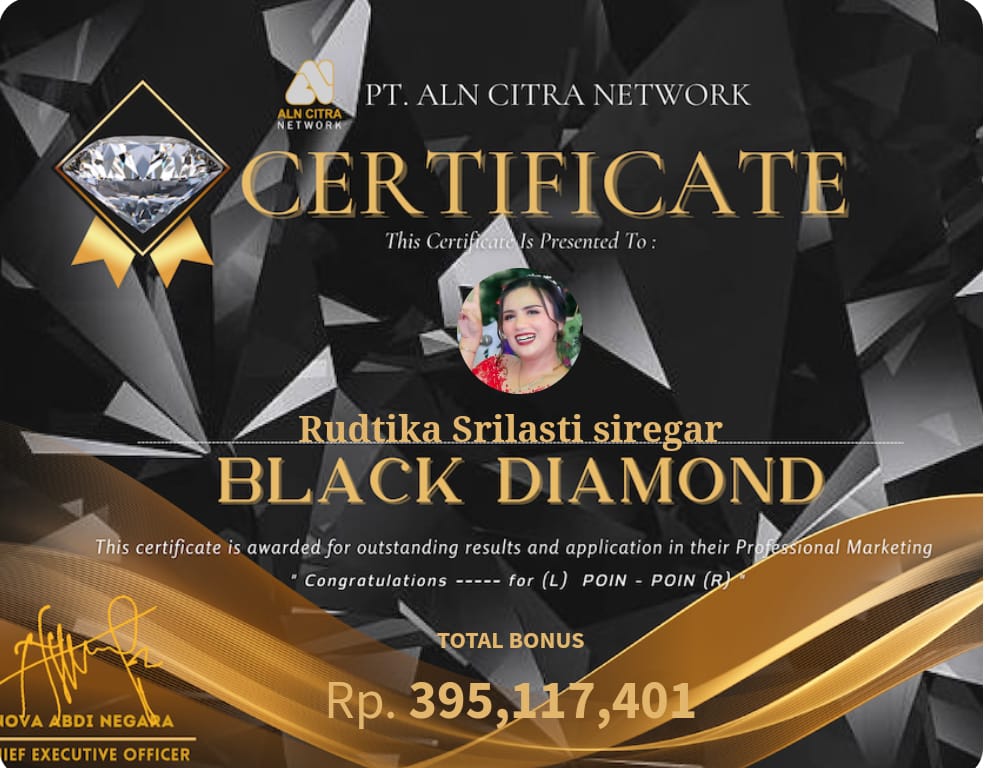 PT. ALN CITRA NETWORK
ALN CITRA
NETWORK
CERTIFICATE
This Certificate Is Presented To :
Rudtika Srilasti siregar
BLACK DIAMOND
This certificate is awarded for outstanding results and application in their Professional Marketing
" Congratulations ----- for (L) POIN - POIN (R) "
TOTAL BONUS
Rp. 395,117,401
NOVA ABDI NEGARA
HIEF EXECUTIVE OFFICER